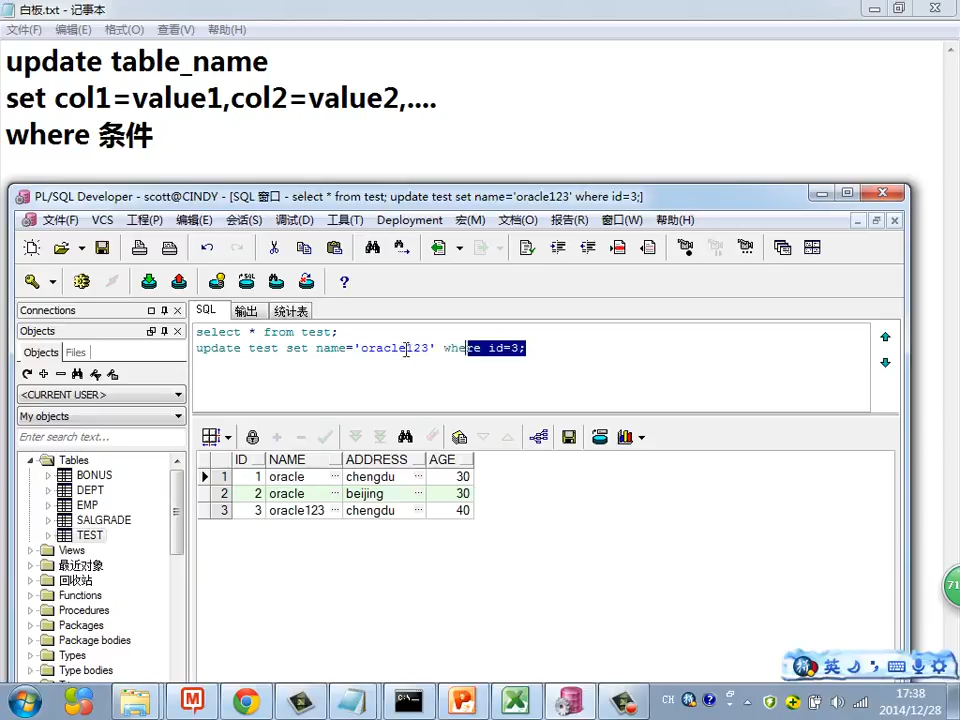 白板.txt - 记事本
文件(F) 编辑(E) 格式(O) 查看(V) 帮助(H)
update table_name
set col1=value1,col2=value2,....
where 条件
PL/SQL Developer - scott@CINDY - [SQL 窗口 - select * from test; update test set name='oracle123' where id=3;]
文件(F) VCS 工程(P) 编辑(E) 会话(S) 调试(D) 工具(T) Deployment 宏(M) 文档(O) 报告(R) 窗口(W) 帮助(H)
Connections
Objects
Objects Files
<CURRENT USER>
My objects
Enter search text...
Tables
BONUS
DEPT
EMP
SALGRADE
TEST
Views
最近对象
回收站
Functions
Procedures
Packages
Package bodies
Types
Type bodies
SQL 输出 统计表
select * from test;
update test set name='oracle123' where id=3;
ID NAME ADDRESS AGE
1 1 oracle chengdu 30
2 2 oracle beijing 30
3 3 oracle123 chengdu 40
71
英
CH
17:38
2014/12/28